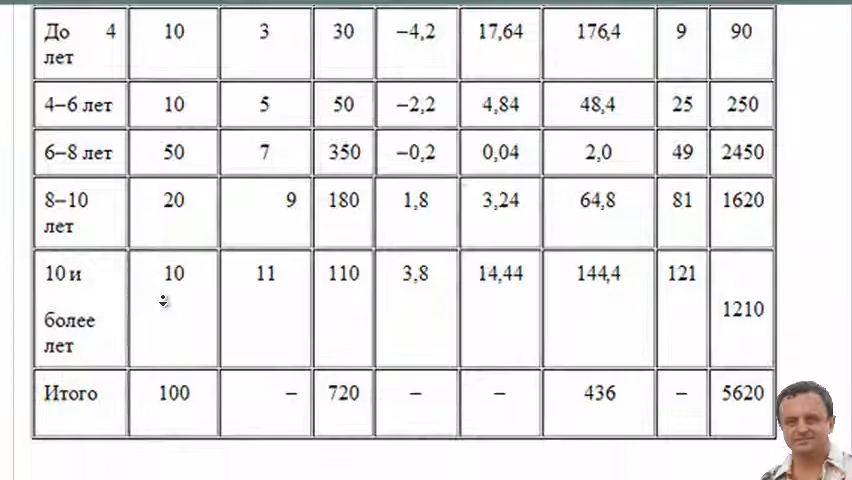 До 4 10 3 30 –4,2 17,64 176,4 9 90
лет
4–6 лет 10 5 50 –2,2 4,84 48,4 25 250
6–8 лет 50 7 350 –0,2 0,04 2,0 49 2450
8–10 20 9 180 1,8 3,24 64,8 81 1620
лет
10 и 10 11 110 3,8 14,44 144,4 121 1210
более
лет
Итого 100 – 720 – – 436 – 5620